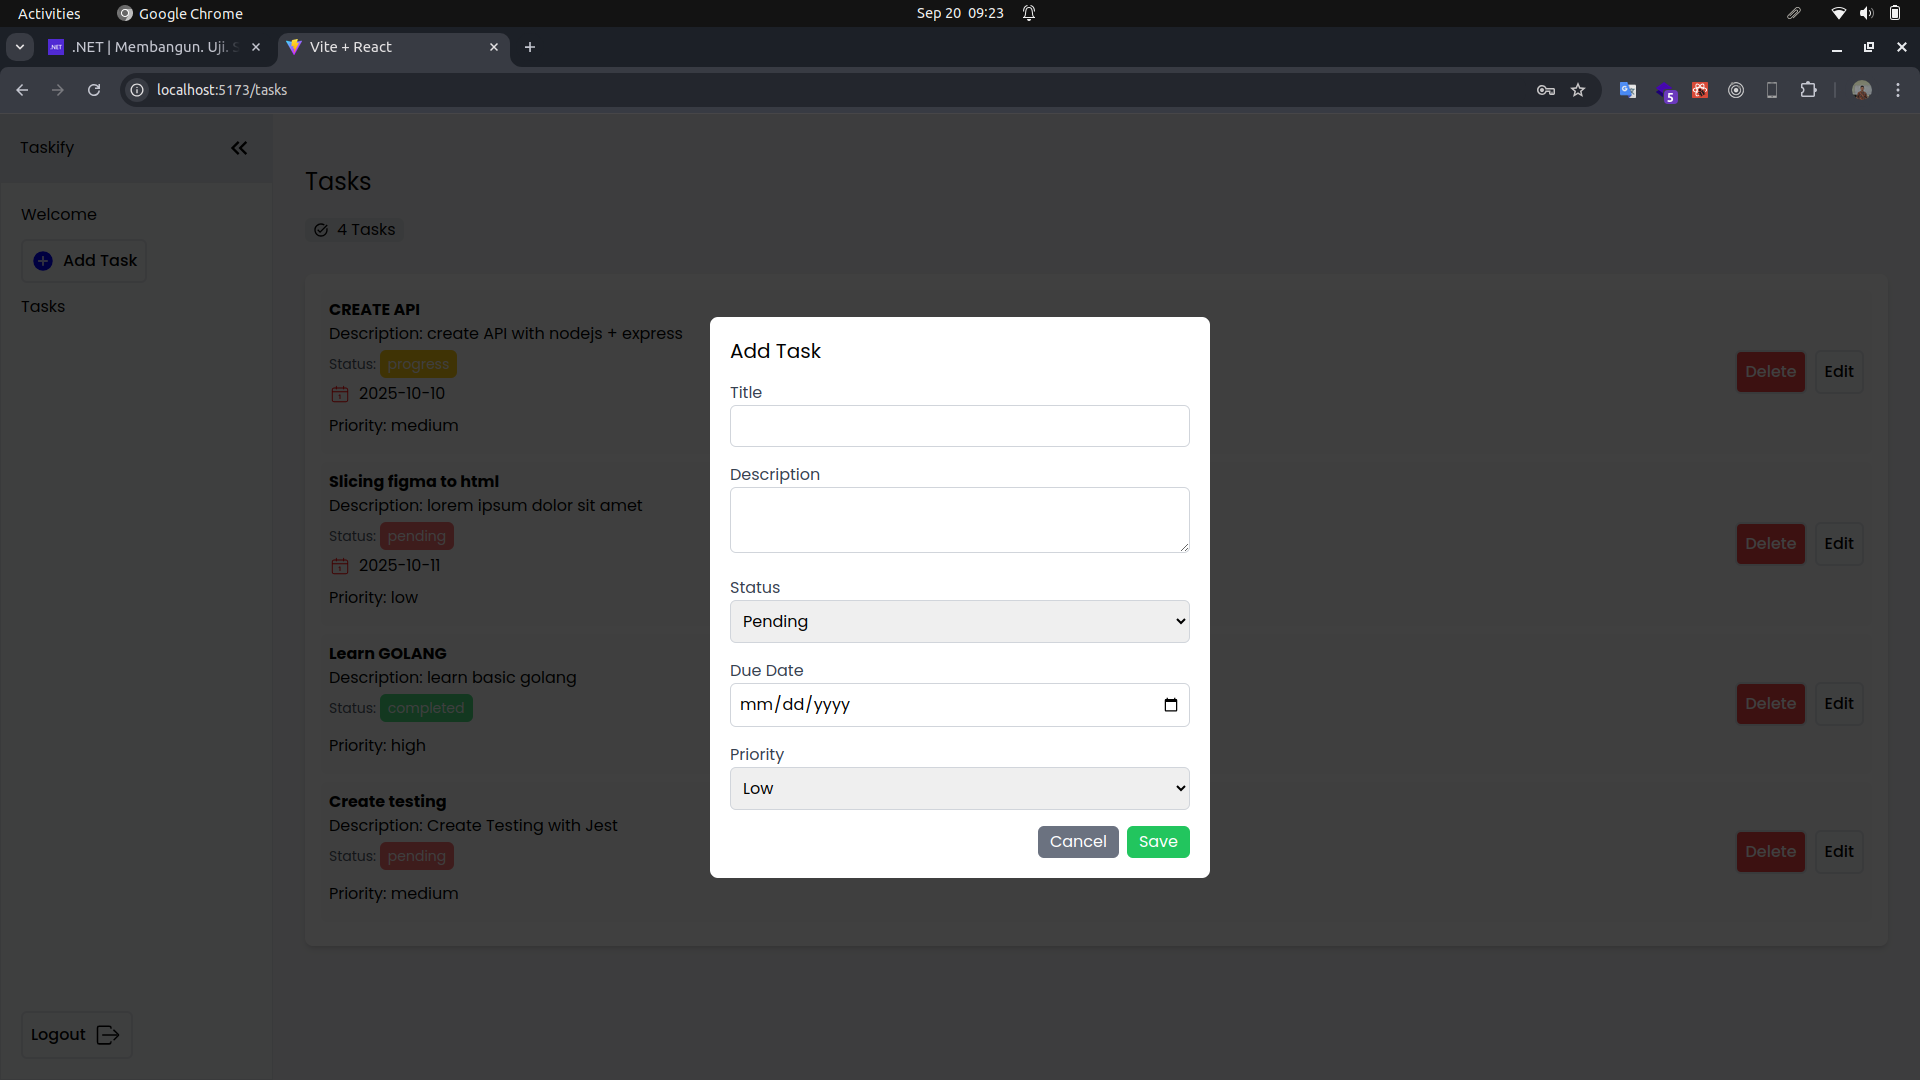 Activities
Google Chrome
Sep 20 09:23
.NET | Membangun. Uji.
Vite + React
localhost:5173/tasks
5
Taskify
Welcome
Add Task
Tasks
Logout
Tasks
4 Tasks
CREATE API
Description: create API with nodejs + express
Status: progress
2025-10-10
Priority: medium
Delete
Edit
Slicing figma to html
Description: lorem ipsum dolor sit amet
Status: pending
2025-10-11
Priority: low
Delete
Edit
Learn GOLANG
Description: learn basic golang
Status: completed
Priority: high
Delete
Edit
Create testing
Description: Create Testing with Jest
Status: pending
Priority: medium
Delete
Edit
Add Task
Title
Description
Status
Pending
Due Date
mm/dd/yyyy
Priority
Low
Cancel
Save